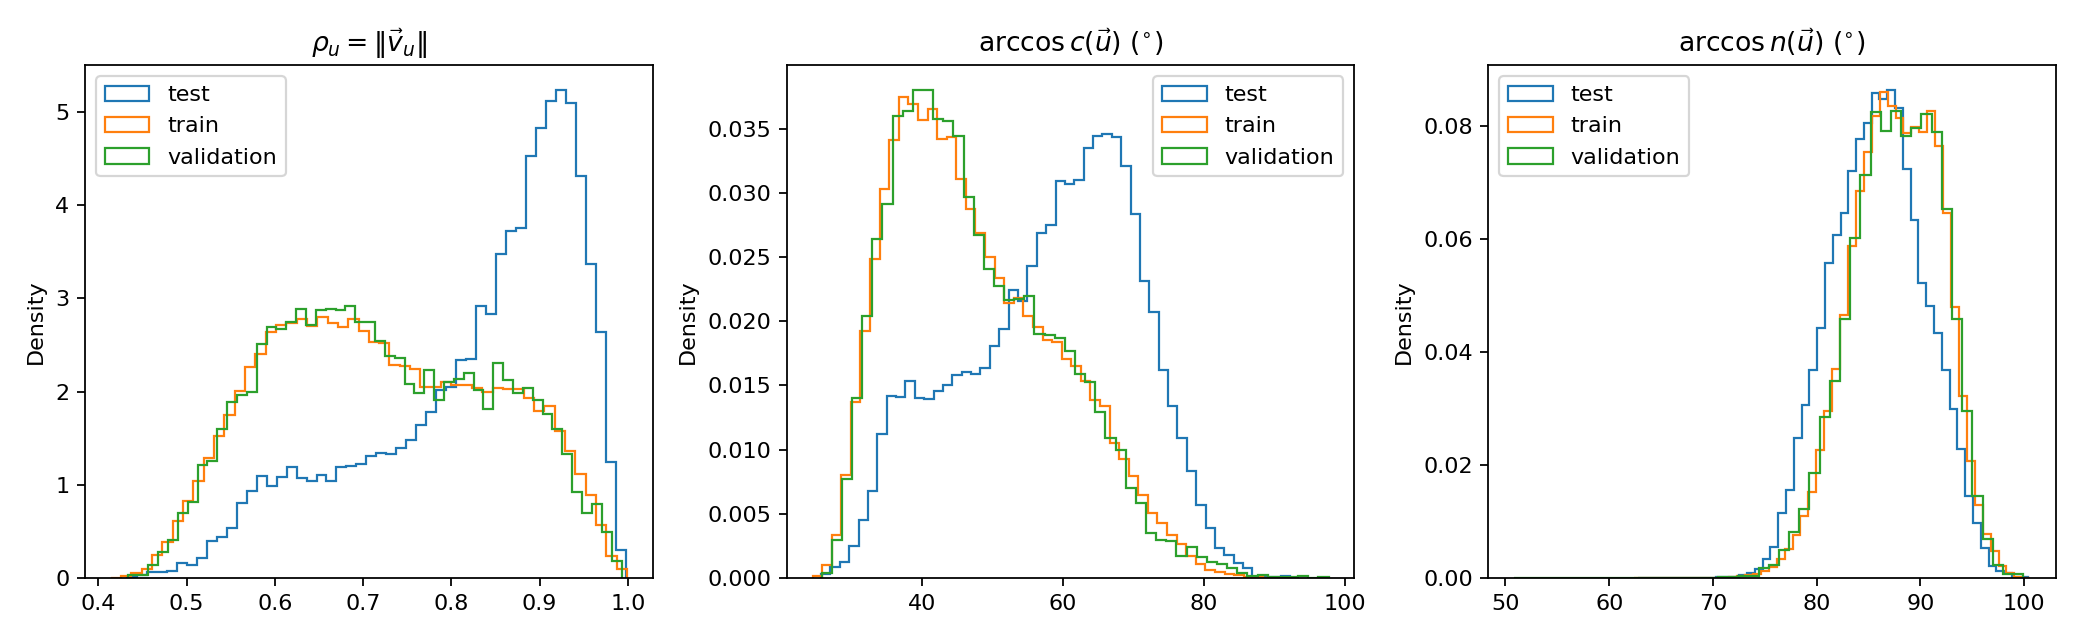 ρ_u = ‖v⃗_u‖
test
train
validation
Density
0
1
2
3
4
5
0.4 0.5 0.6 0.7 0.8 0.9 1.0
arccos c(u⃗) (°)
test
train
validation
Density
0.000
0.005
0.010
0.015
0.020
0.025
0.030
0.035
40 60 80 100
arccos n(u⃗) (°)
test
train
validation
Density
0.00
0.02
0.04
0.06
0.08
50 60 70 80 90 100